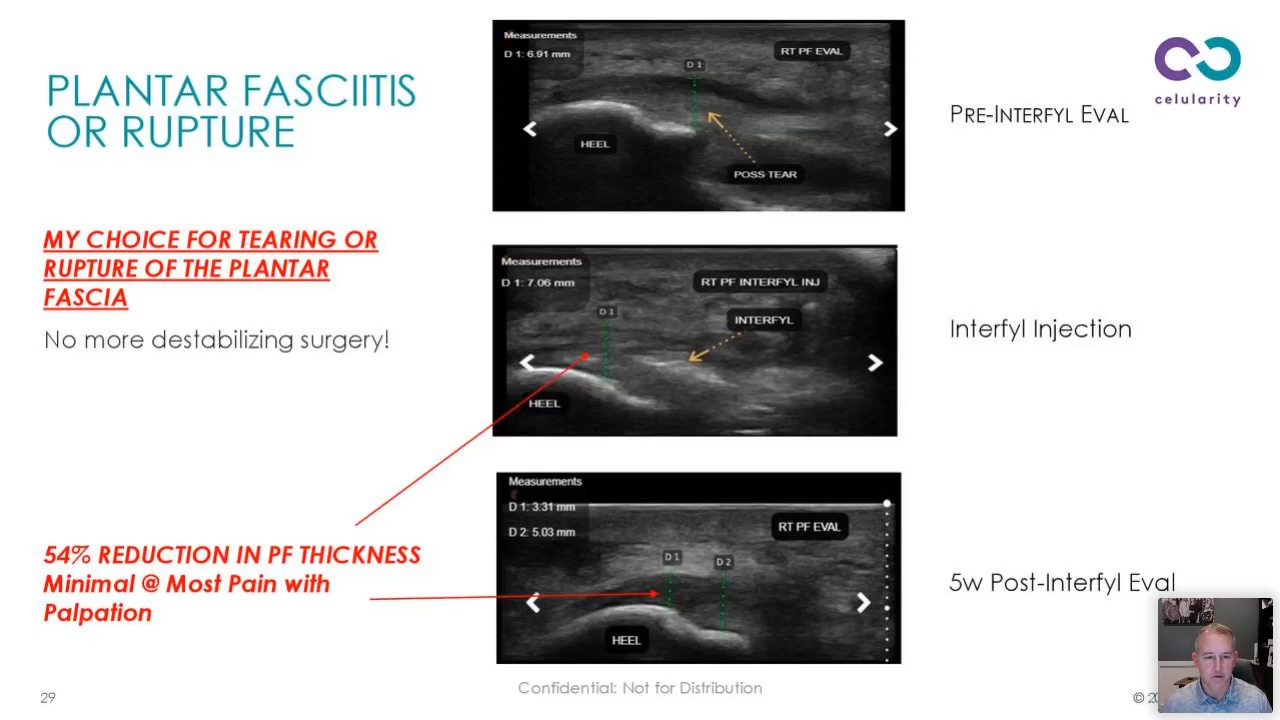 PLANTAR FASCIITIS
OR RUPTURE
MY CHOICE FOR TEARING OR
RUPTURE OF THE PLANTAR
FASCIA
No more destabilizing surgery!
54% REDUCTION IN PF THICKNESS
Minimal @ Most Pain with
Palpation
Measurements
D 1: 6.91 mm
RT PF EVAL
D 1
HEEL
POSS TEAR
Measurements
D 1: 7.06 mm
RT PF INTERFYL INJ
D 1
INTERFYL
HEEL
Measurements
D 1: 3.31 mm
D 2: 5.03 mm
RT PF EVAL
D 1
D 2
HEEL
celularity
PRE-INTERFYL EVAL
Interfyl Injection
5w Post-Interfyl Eval
29
Confidential: Not for Distribution
©